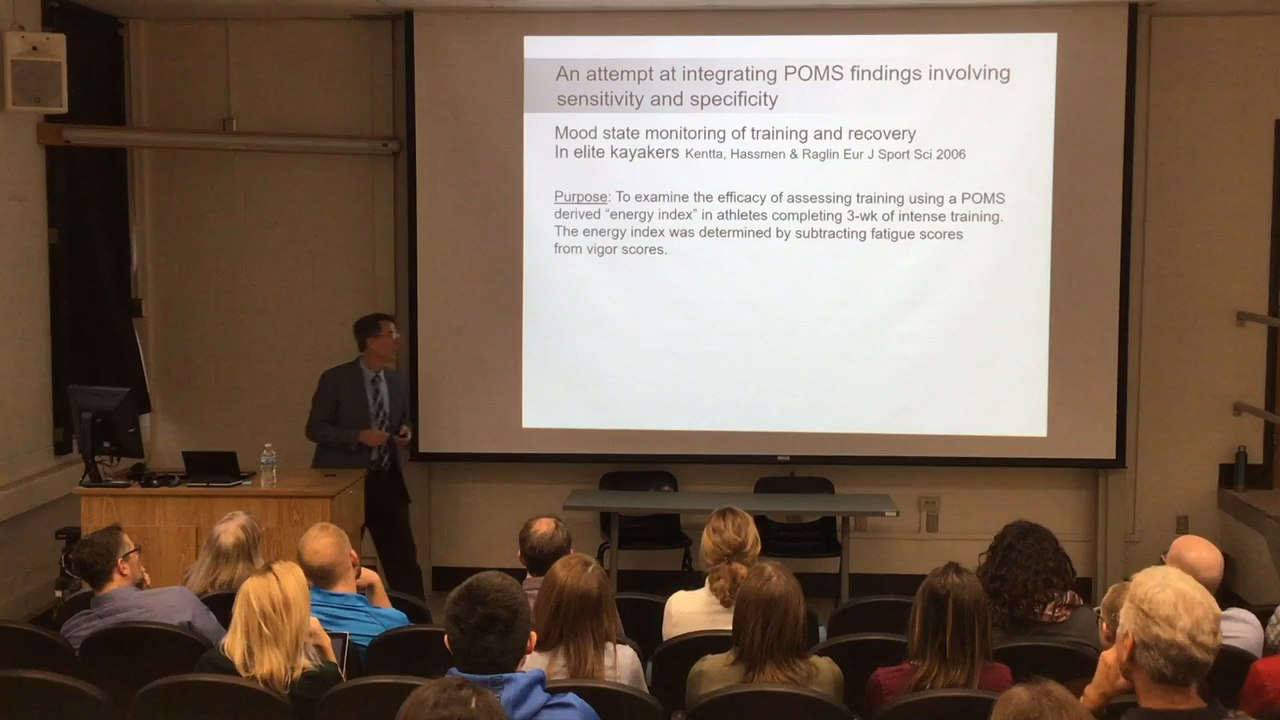 An attempt at integrating POMS findings involving
sensitivity and specificity
Mood state monitoring of training and recovery
In elite kayakers Kentta, Hassmen & Raglin Eur J Sport Sci 2006
Purpose: To examine the efficacy of assessing training using a POMS
derived “energy index” in athletes completing 3-wk of intense training.
The energy index was determined by subtracting fatigue scores
from vigor scores.